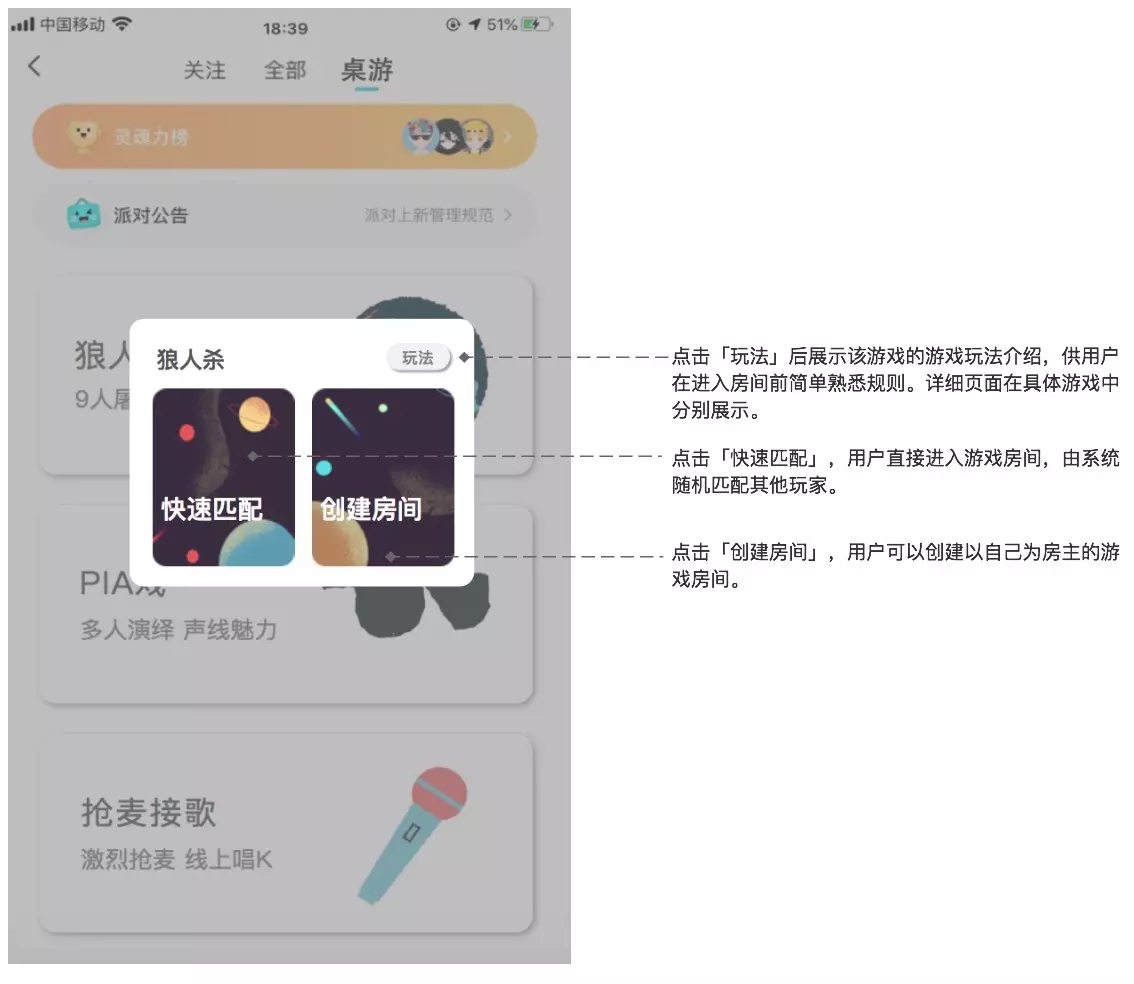 中国移动
18:39
51%
关注 全部 桌游
灵魂力榜
派对公告
派对上新管理规范
狼人
9人屠
狼人杀
玩法
快速匹配
创建房间
PIA戏
多人演绎 声线魅力
抢麦接歌
激烈抢麦 线上唱K
点击「玩法」后展示该游戏的游戏玩法介绍，供用户
在进入房间前简单熟悉规则。详细页面在具体游戏中
分别展示。
点击「快速匹配」，用户直接进入游戏房间，由系统
随机匹配其他玩家。
点击「创建房间」，用户可以创建以自己为房主的游
戏房间。